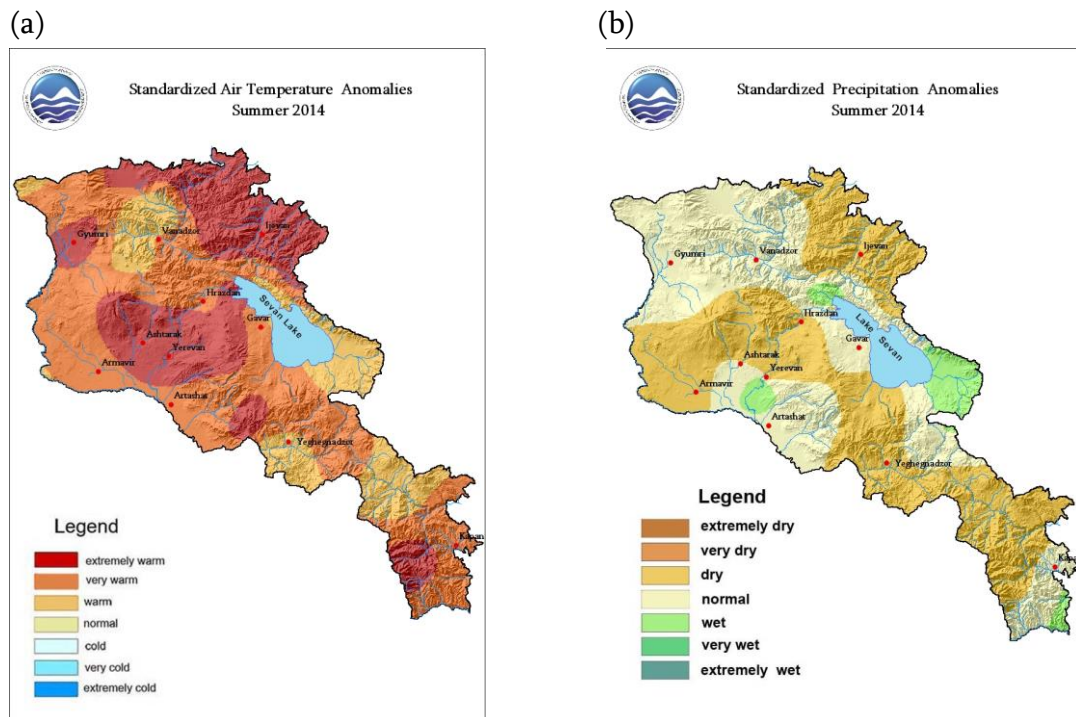 (a)
Standardized Air Temperature Anomalies
Summer 2014
Gyumri
Vanadzor
Ijevan
Hrazdan
Sevan Lake
Gavar
Ashtarak
Yerevan
Armavir
Artashat
Yeghegnadzor
Kapan
Legend
extremely warm
very warm
warm
normal
cold
very cold
extremely cold
(b)
Standardized Precipitation Anomalies
Summer 2014
Gyumri
Vanadzor
Ijevan
Hrazdan
Lake Sevan
Gavar
Ashtarak
Yerevan
Armavir
Artashat
Yeghegnadzor
Legend
extremely dry
very dry
dry
normal
wet
very wet
extremely wet